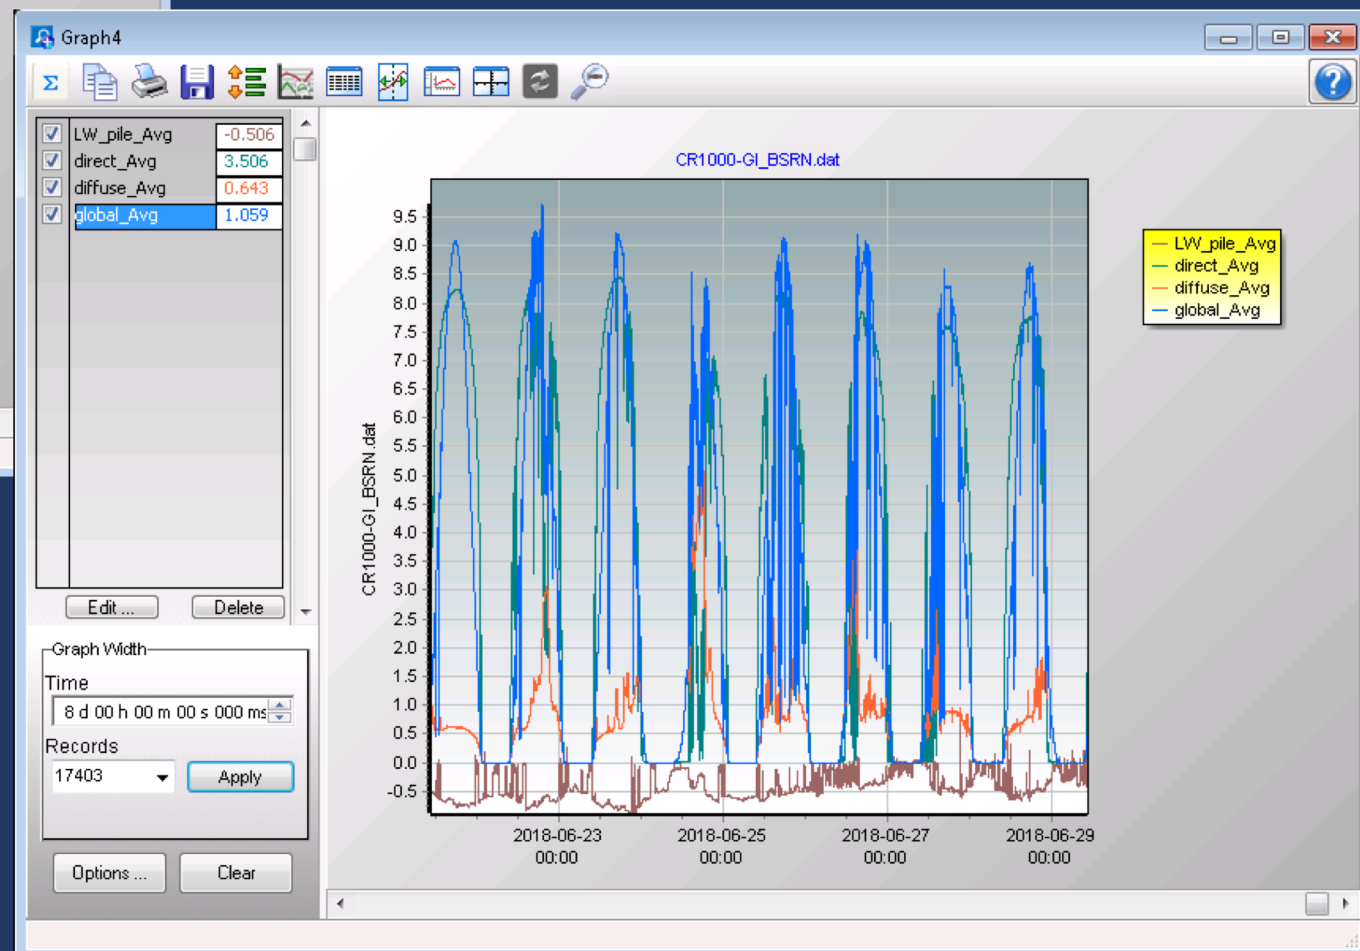 Graph4
Σ
?
LW_pile_Avg -0.506
direct_Avg 3.506
diffuse_Avg 0.643
global_Avg 1.059
Edit ... Delete
Graph Width
Time
8 d 00 h 00 m 00 s 000 ms
Records
17403 Apply
Options ... Clear
CR1000-GI_BSRN.dat
CR1000-GI_BSRN.dat
9.5
9.0
8.5
8.0
7.5
7.0
6.5
6.0
5.5
5.0
4.5
4.0
3.5
3.0
2.5
2.0
1.5
1.0
0.5
0.0
-0.5
2018-06-23 2018-06-25 2018-06-27 2018-06-29
00:00 00:00 00:00 00:00
LW_pile_Avg
direct_Avg
diffuse_Avg
global_Avg